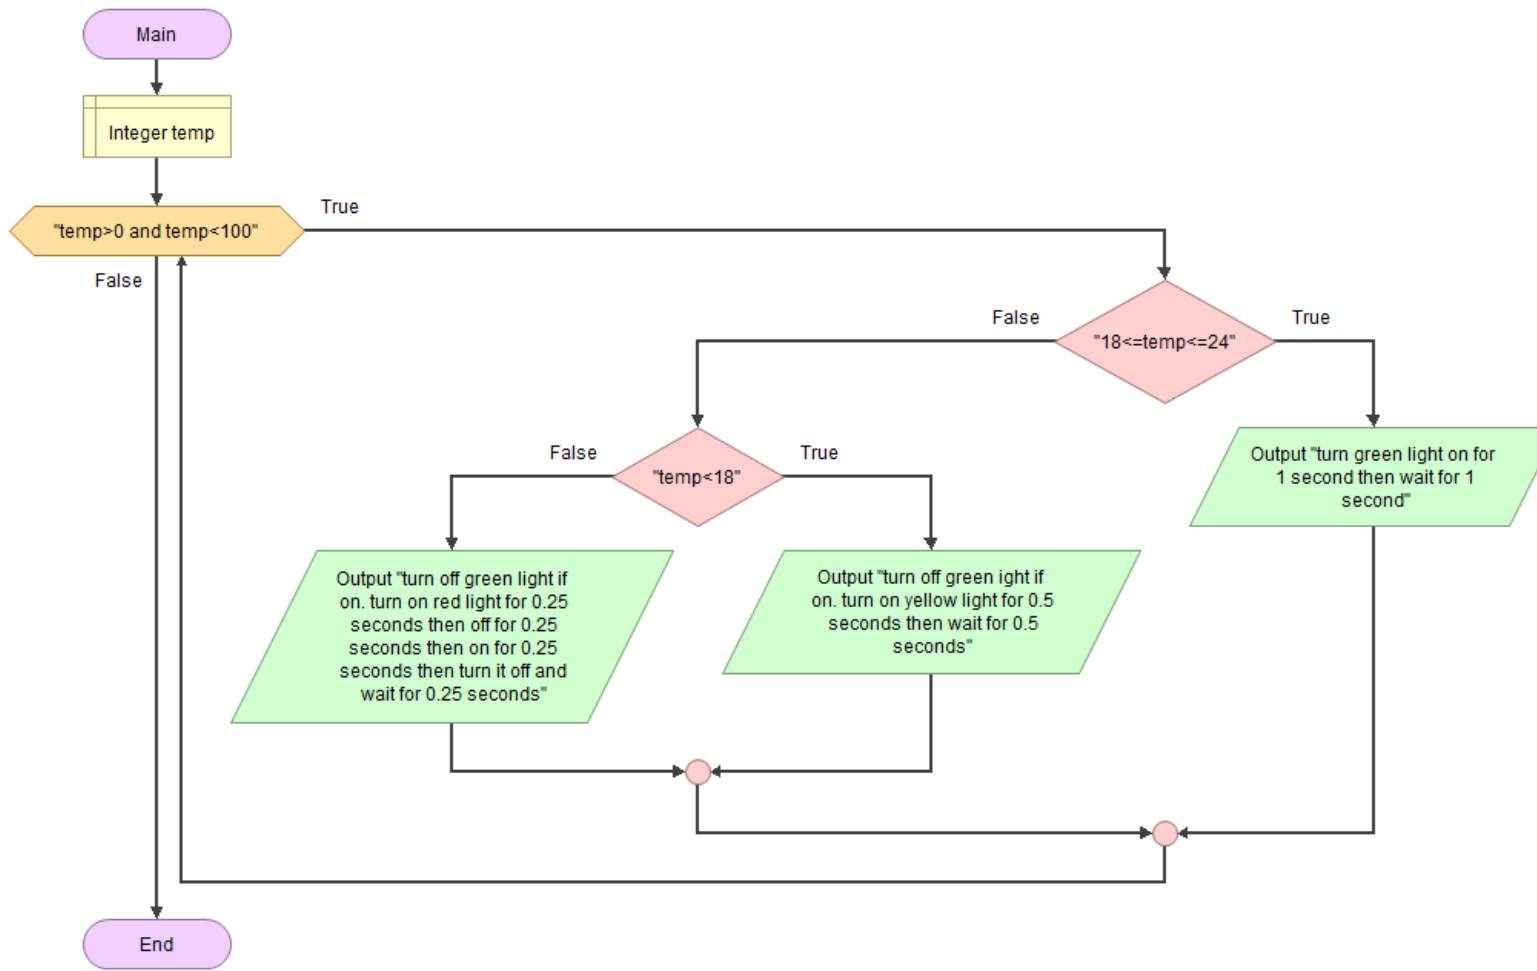 Main
Integer temp
"temp>0 and temp<100"
True
False
"18<=temp<=24"
False
True
"temp<18"
False
True
Output "turn green light on for
1 second then wait for 1
second"
Output "turn off green light if
on. turn on red light for 0.25
seconds then off for 0.25
seconds then on for 0.25
seconds then turn it off and
wait for 0.25 seconds"
Output "turn off green ight if
on. turn on yellow light for 0.5
seconds then wait for 0.5
seconds"
End